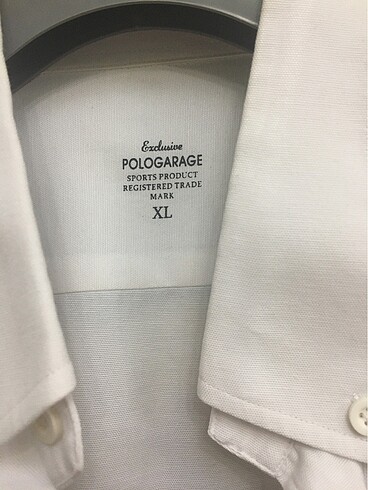 Exclusive
POLOGARAGE
SPORTS PRODUCT
REGISTERED TRADE
MARK
XL